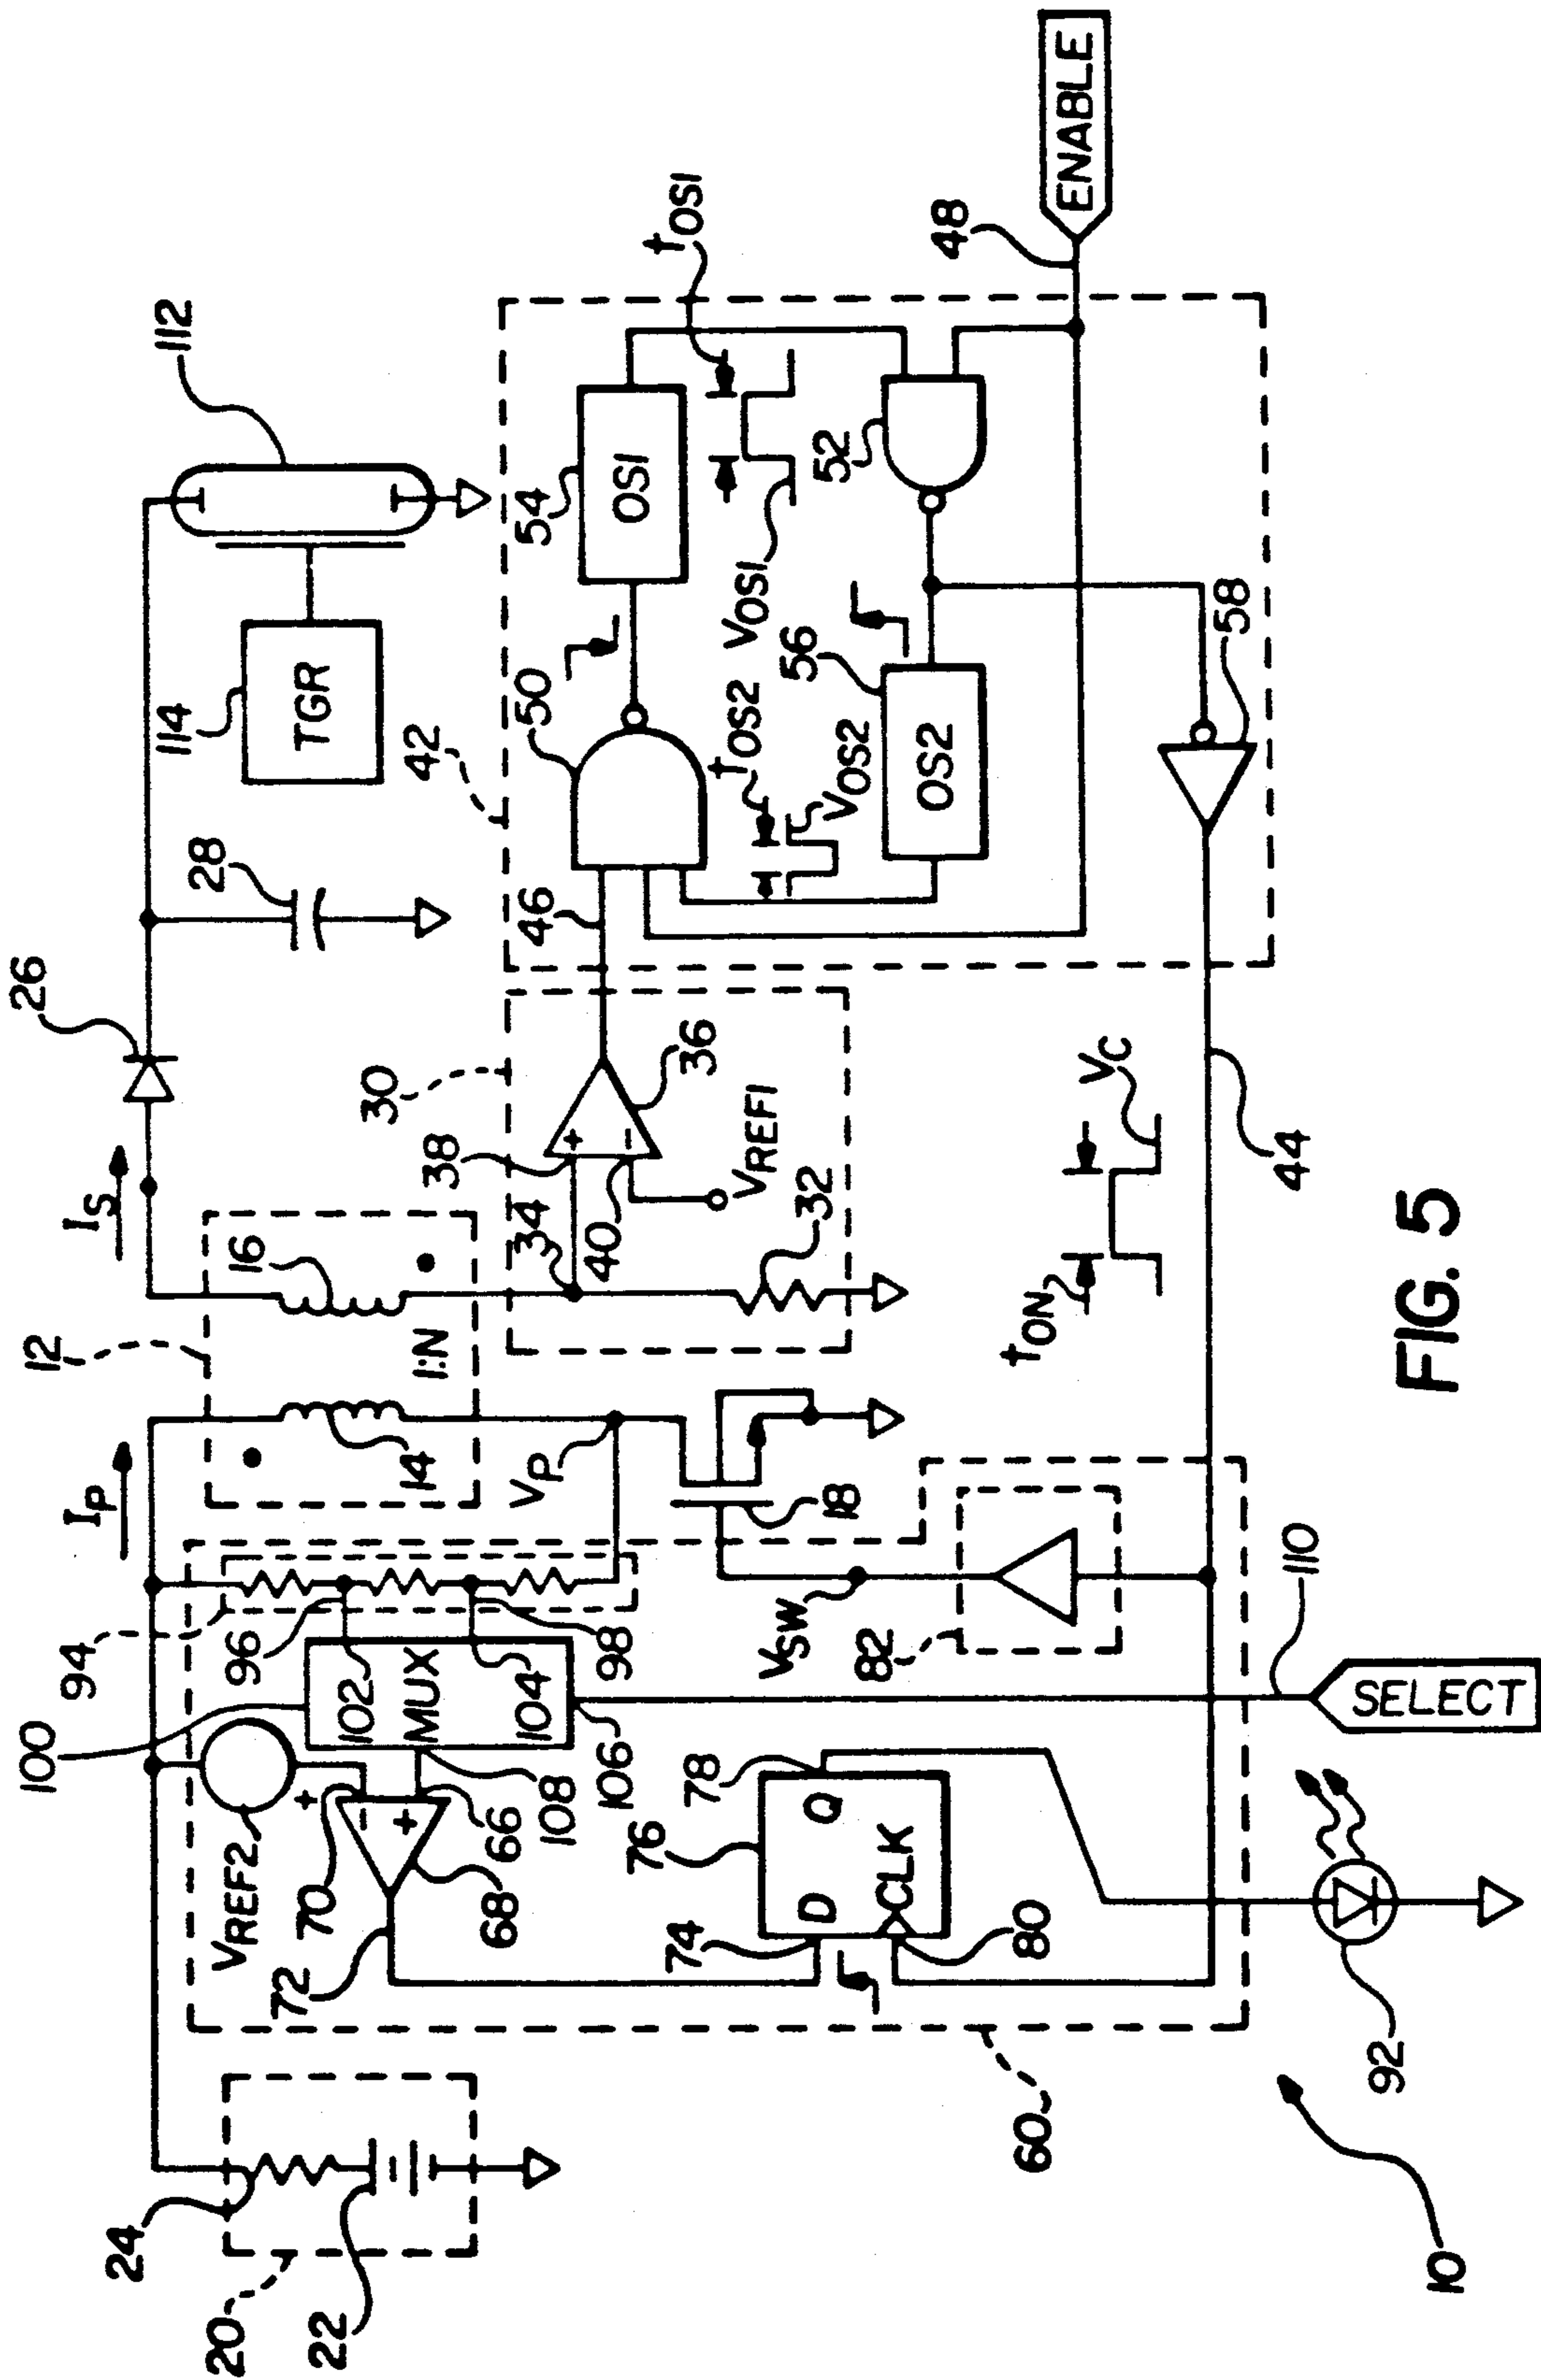 24
20
22
94
100
96
102
MUX
104
98
106
108
VREF2
70
+
−
+
66
68
72
IP
12
14
16
1:N
VP
18
VSW
82
74
76
78
D
Q
CLK
80
60
92
110
SELECT
10
IS
26
28
30
34
38
+
−
36
40
VREF1
32
46
42
50
54
OS1
tOS1
VOS1
tOS2
VOS2
56
OS2
52
58
48
ENABLE
114
TGR
112
tON
VC
44
FIG. 5